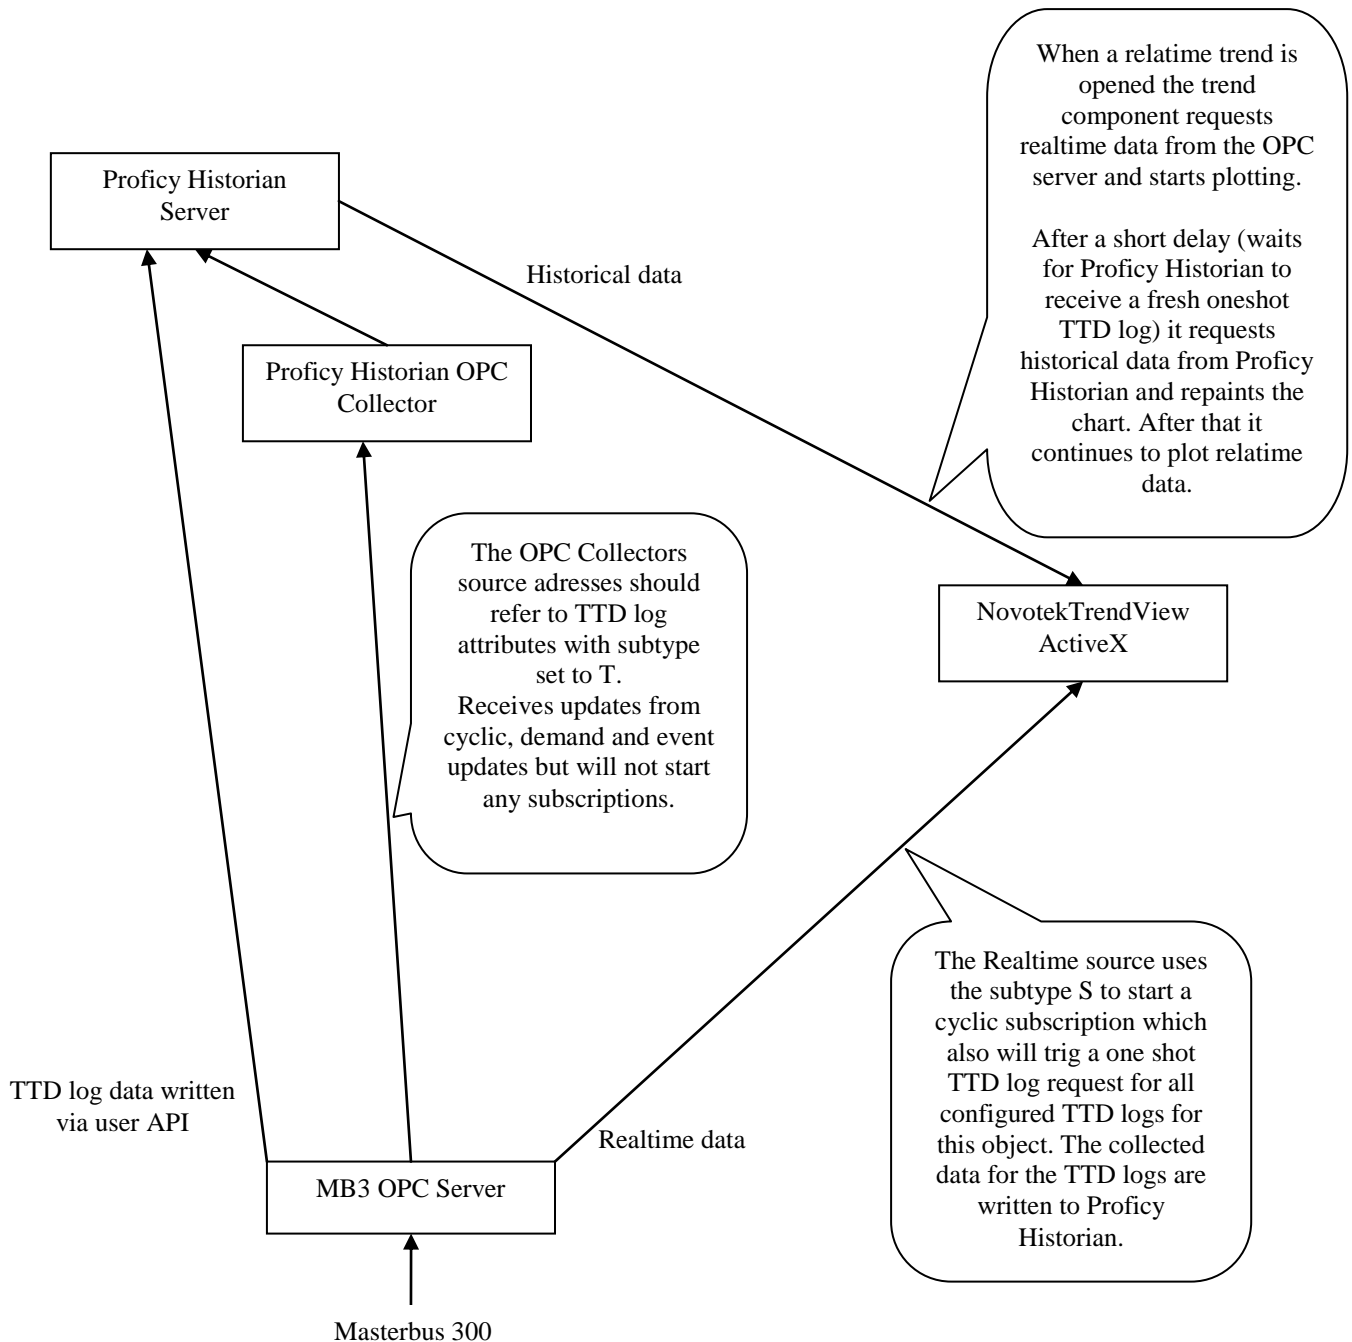 When a relatime trend is
opened the trend
component requests
realtime data from the OPC
server and starts plotting.
After a short delay (waits
for Proficy Historian to
receive a fresh oneshot
TTD log) it requests
historical data from Proficy
Historian and repaints the
chart. After that it
continues to plot relatime
data.
Proficy Historian
Server
Historical data
Proficy Historian OPC
Collector
The OPC Collectors
source adresses should
refer to TTD log
attributes with subtype
set to T.
Receives updates from
cyclic, demand and event
updates but will not start
any subscriptions.
NovotekTrendView
ActiveX
The Realtime source uses
the subtype S to start a
cyclic subscription which
also will trig a one shot
TTD log request for all
configured TTD logs for
this object. The collected
data for the TTD logs are
written to Proficy
Historian.
TTD log data written
via user API
Realtime data
MB3 OPC Server
Masterbus 300